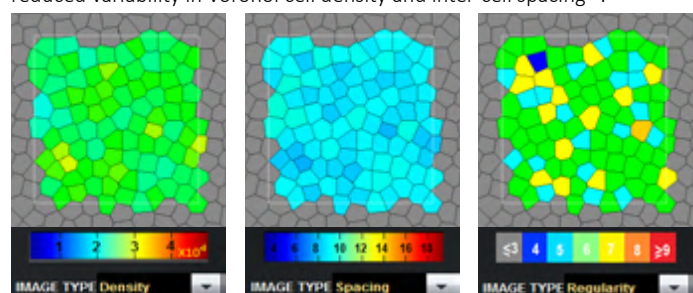 reduced variability in Voronoi cell density and inter-cell spacing
1 2 3 4 X10⁴
4 6 8 10 12 14 16 18
≤3 4 5 6 7 8 ≥9
IMAGE TYPE Density
IMAGE TYPE Spacing
IMAGE TYPE Regularity